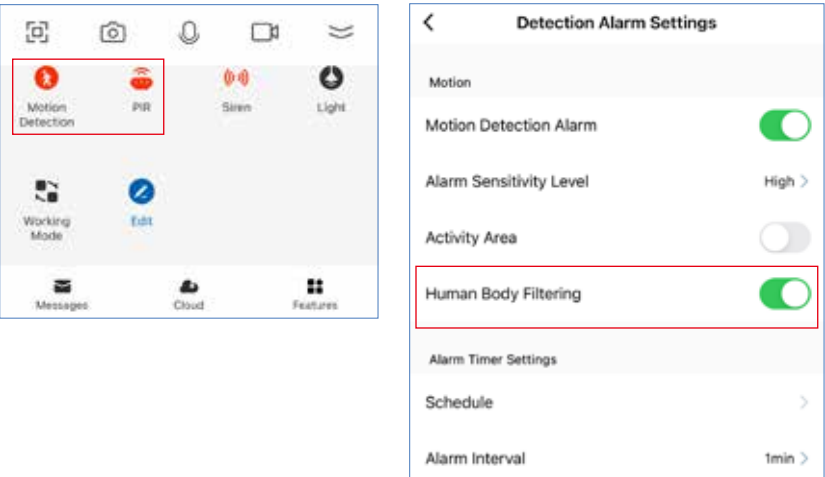 Motion
Detection
PIR
Siren
Light
Working
Mode
Edit
Messages
Cloud
Features
Detection Alarm Settings
Motion
Motion Detection Alarm
Alarm Sensitivity Level
High
Activity Area
Human Body Filtering
Alarm Timer Settings
Schedule
Alarm Interval
1min